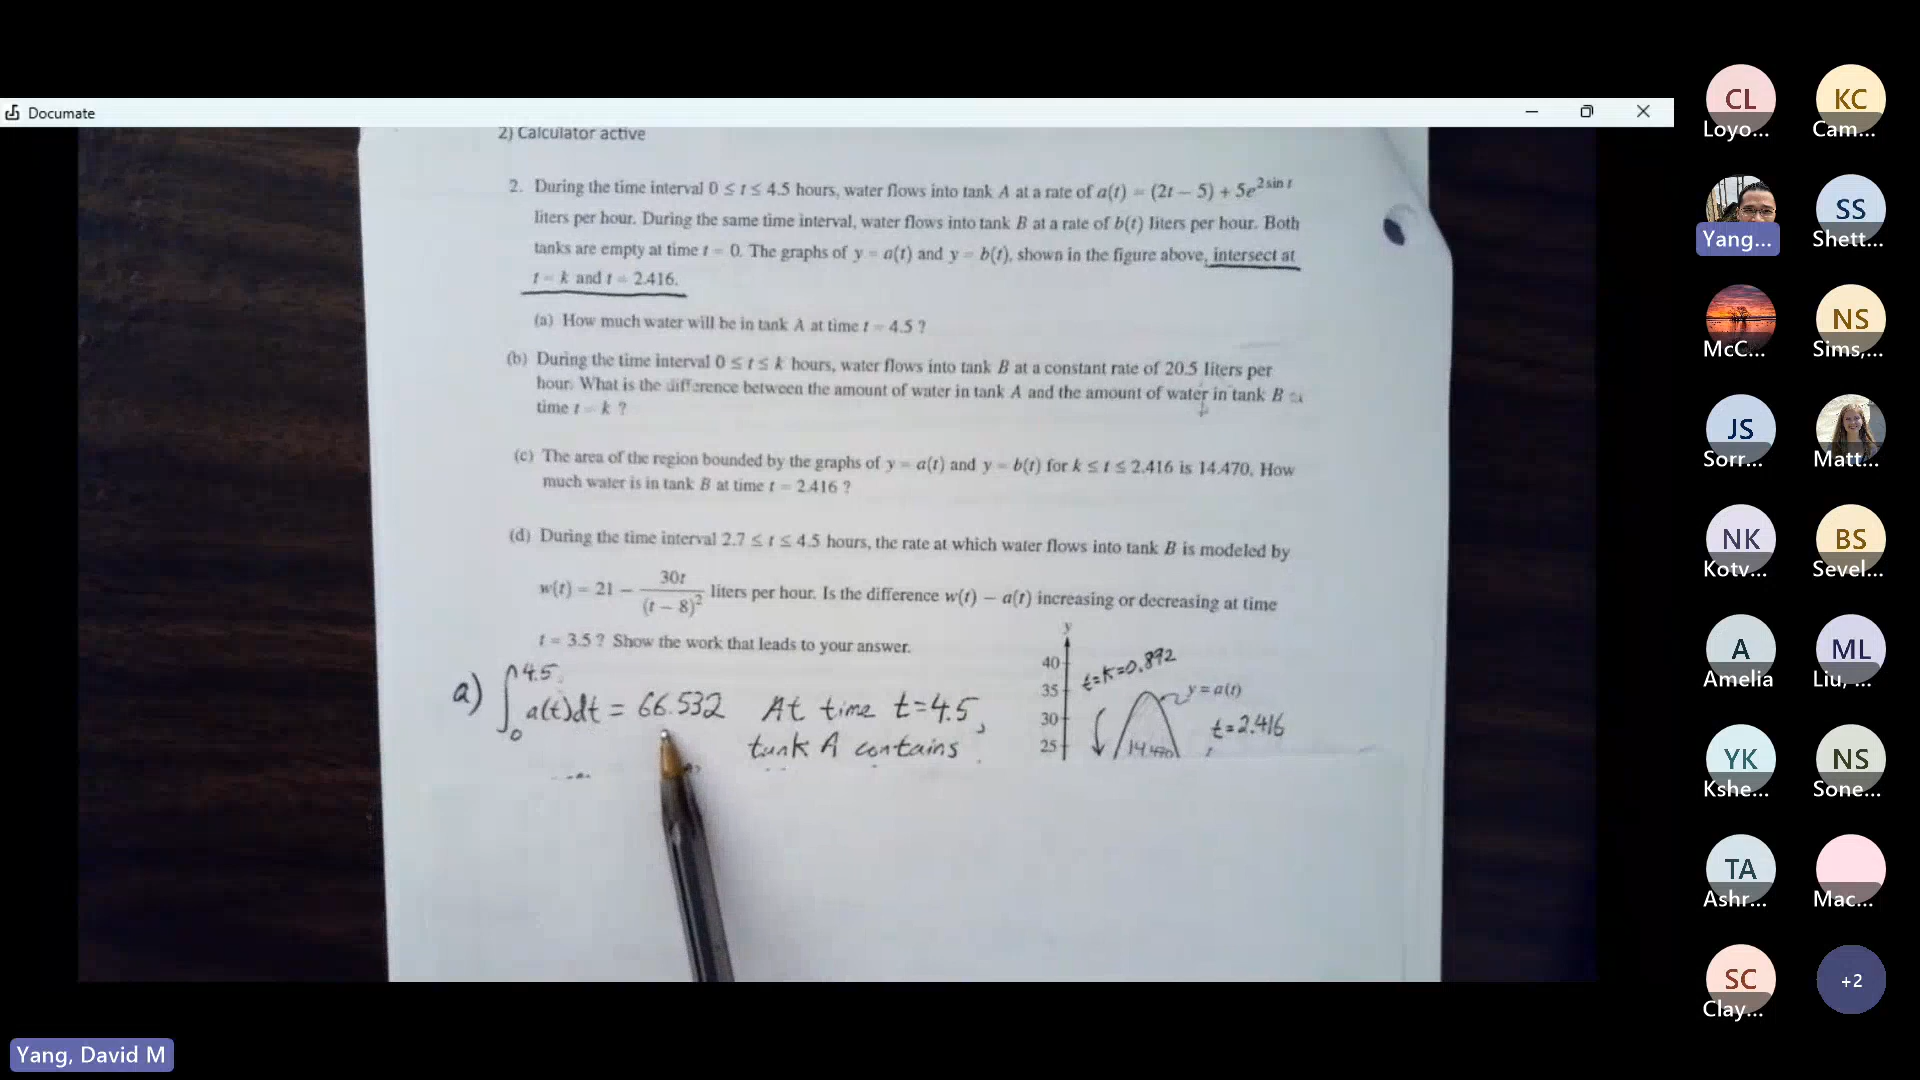 Documate
2) Calculator active
2. During the time interval 0 ≤ t ≤ 4.5 hours, water flows into tank A at a rate of a(t) = (2t − 5) + 5e^{2 sin t}
liters per hour. During the same time interval, water flows into tank B at a rate of b(t) liters per hour. Both
tanks are empty at time t = 0. The graphs of y = a(t) and y = b(t), shown in the figure above, intersect at
t = k and t = 2.416.
(a) How much water will be in tank A at time t = 4.5 ?
(b) During the time interval 0 ≤ t ≤ k hours, water flows into tank B at a constant rate of 20.5 liters per
hour. What is the difference between the amount of water in tank A and the amount of water in tank B
time t = k ?
(c) The area of the region bounded by the graphs of y = a(t) and y = b(t) for k ≤ t ≤ 2.416 is 14.470. How
much water is in tank B at time t = 2.416 ?
(d) During the time interval 2.7 ≤ t ≤ 4.5 hours, the rate at which water flows into tank B is modeled by
w(t) = 21 − 30t/(t − 8)² liters per hour. Is the difference w(t) − a(t) increasing or decreasing at time
t = 3.5 ? Show the work that leads to your answer.
a) ∫₀^{4.5} a(t)dt = 66.532 At time t=4.5,
tank A contains
y
40
35
30
25
t=k=0.892
y = a(t)
t=2.416
14.470
CL
Loyo...
KC
Cam...
Yang...
SS
Shett...
McC...
NS
Sims,...
JS
Sorr...
Matt...
NK
Kotv...
BS
Sevel...
A
Amelia
ML
Liu, ...
YK
Kshe...
NS
Sone...
TA
Ashr...
Mac...
SC
Clay...
+2
Yang, David M